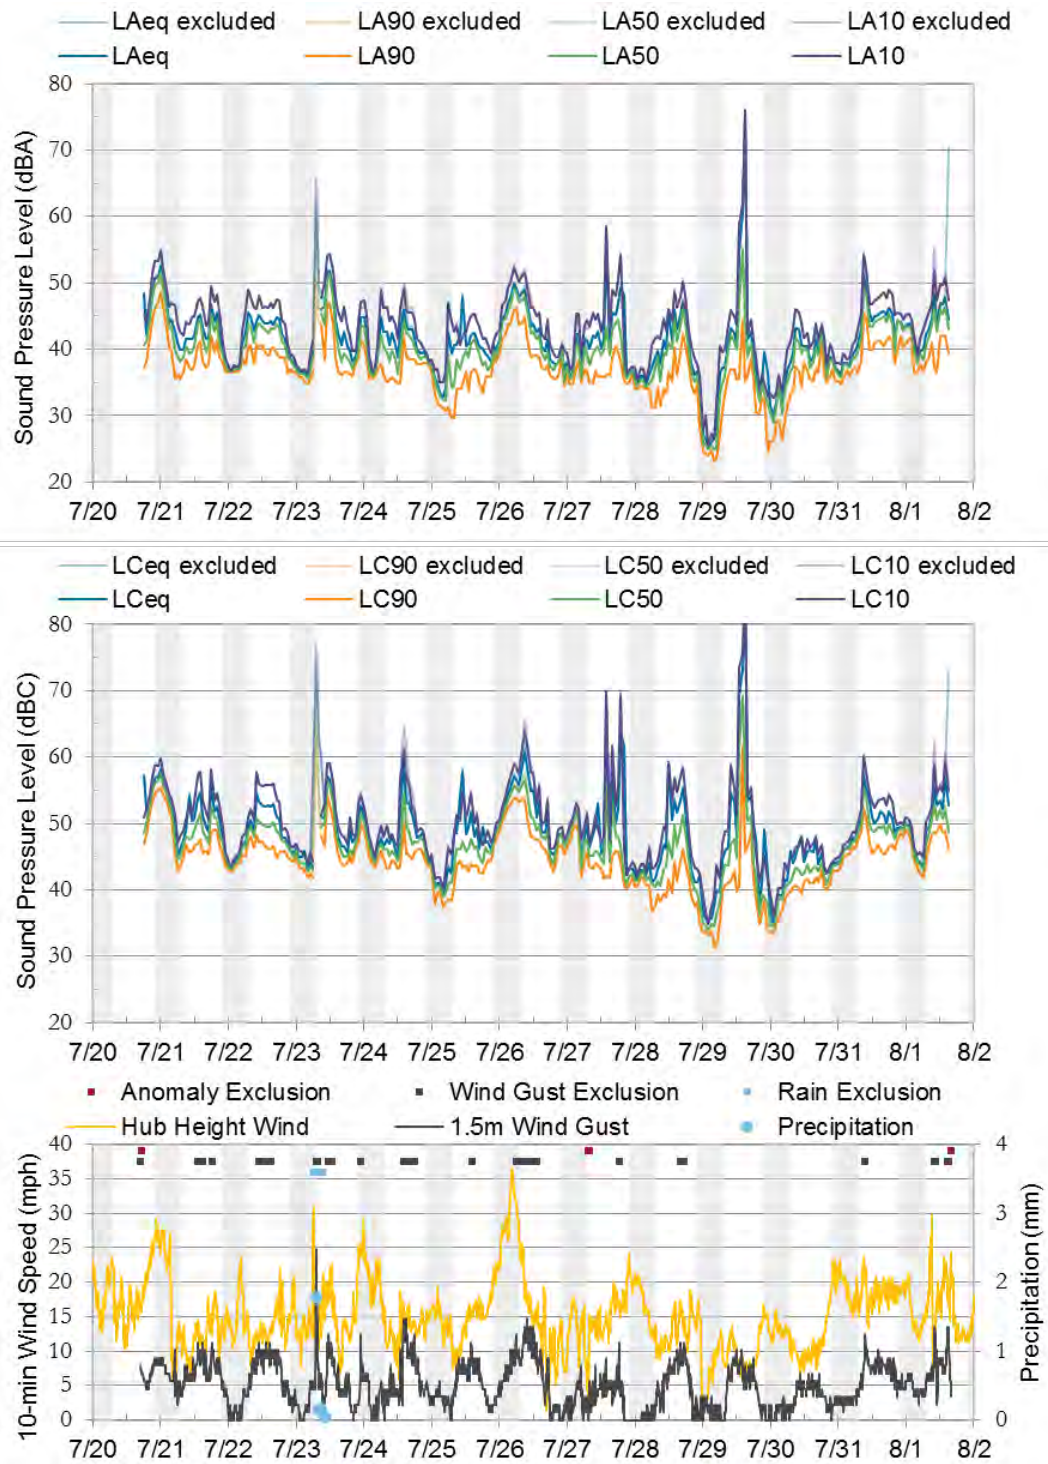 LAeq excluded LA90 excluded LA50 excluded LA10 excluded
LAeq LA90 LA50 LA10
Sound Pressure Level (dBA)
80
70
60
50
40
30
20
7/20 7/21 7/22 7/23 7/24 7/25 7/26 7/27 7/28 7/29 7/30 7/31 8/1 8/2
LCeq excluded LC90 excluded LC50 excluded LC10 excluded
LCeq LC90 LC50 LC10
Sound Pressure Level (dBC)
80
70
60
50
40
30
20
7/20 7/21 7/22 7/23 7/24 7/25 7/26 7/27 7/28 7/29 7/30 7/31 8/1 8/2
Anomaly Exclusion Wind Gust Exclusion Rain Exclusion
Hub Height Wind 1.5m Wind Gust Precipitation
10-min Wind Speed (mph)
40
35
30
25
20
15
10
5
0
4
3
2
1
0
Precipitation (mm)
7/20 7/21 7/22 7/23 7/24 7/25 7/26 7/27 7/28 7/29 7/30 7/31 8/1 8/2